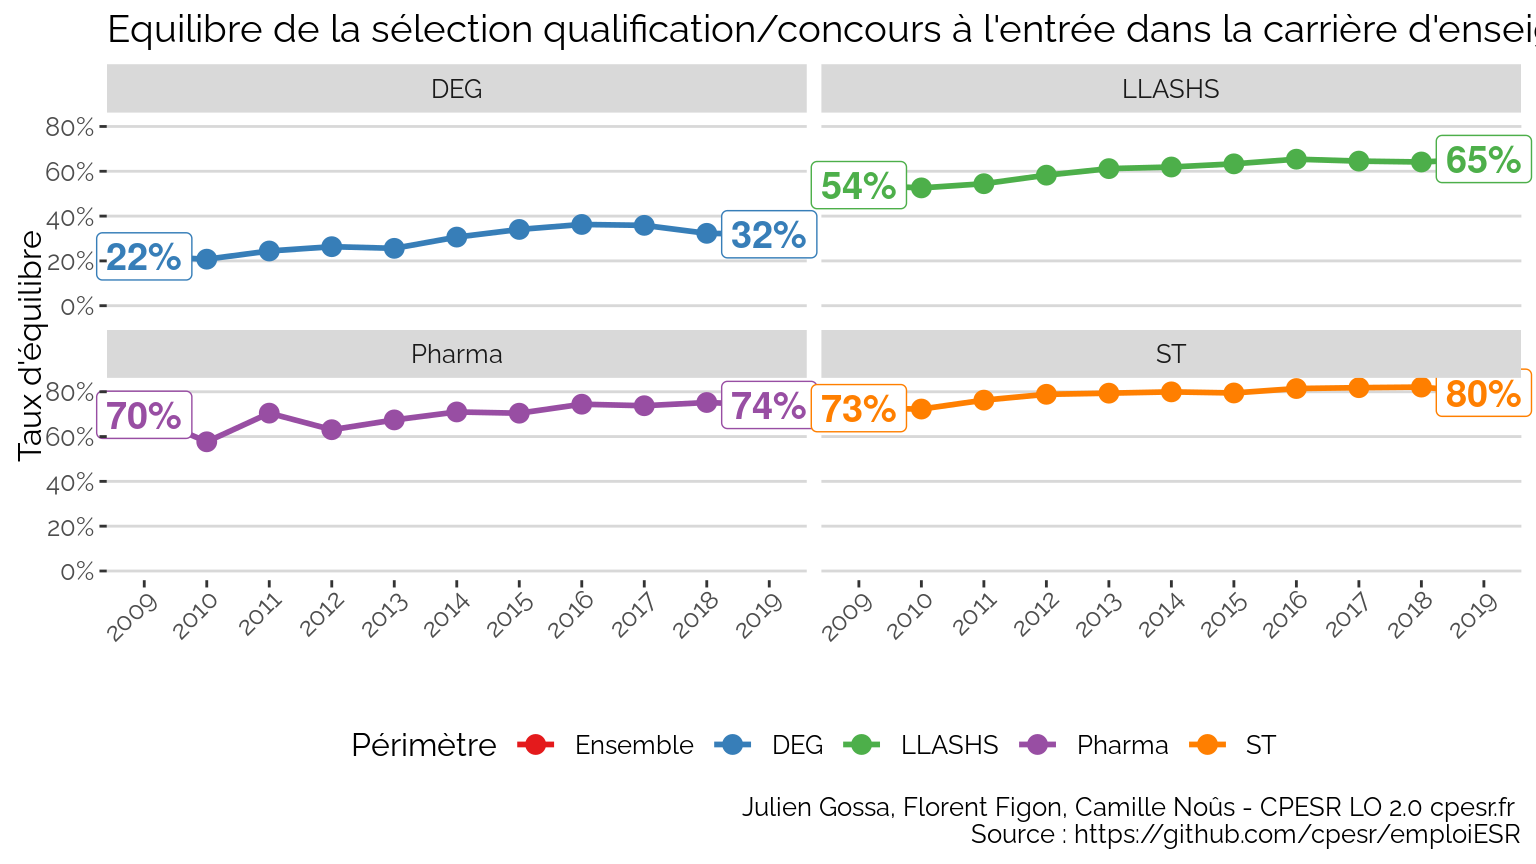 Equilibre de la sélection qualification/concours à l'entrée dans la carrière d'ensei
DEG
LLASHS
Taux d'équilibre
80%
60%
40%
20%
0%
22%
32%
54%
65%
Pharma
ST
80%
60%
40%
20%
0%
70%
74%
73%
80%
2009 2010 2011 2012 2013 2014 2015 2016 2017 2018 2019
2009 2010 2011 2012 2013 2014 2015 2016 2017 2018 2019
Périmètre Ensemble DEG LLASHS Pharma ST
Julien Gossa, Florent Figon, Camille Noûs - CPESR LO 2.0 cpesr.fr
Source : https://github.com/cpesr/emploiESR